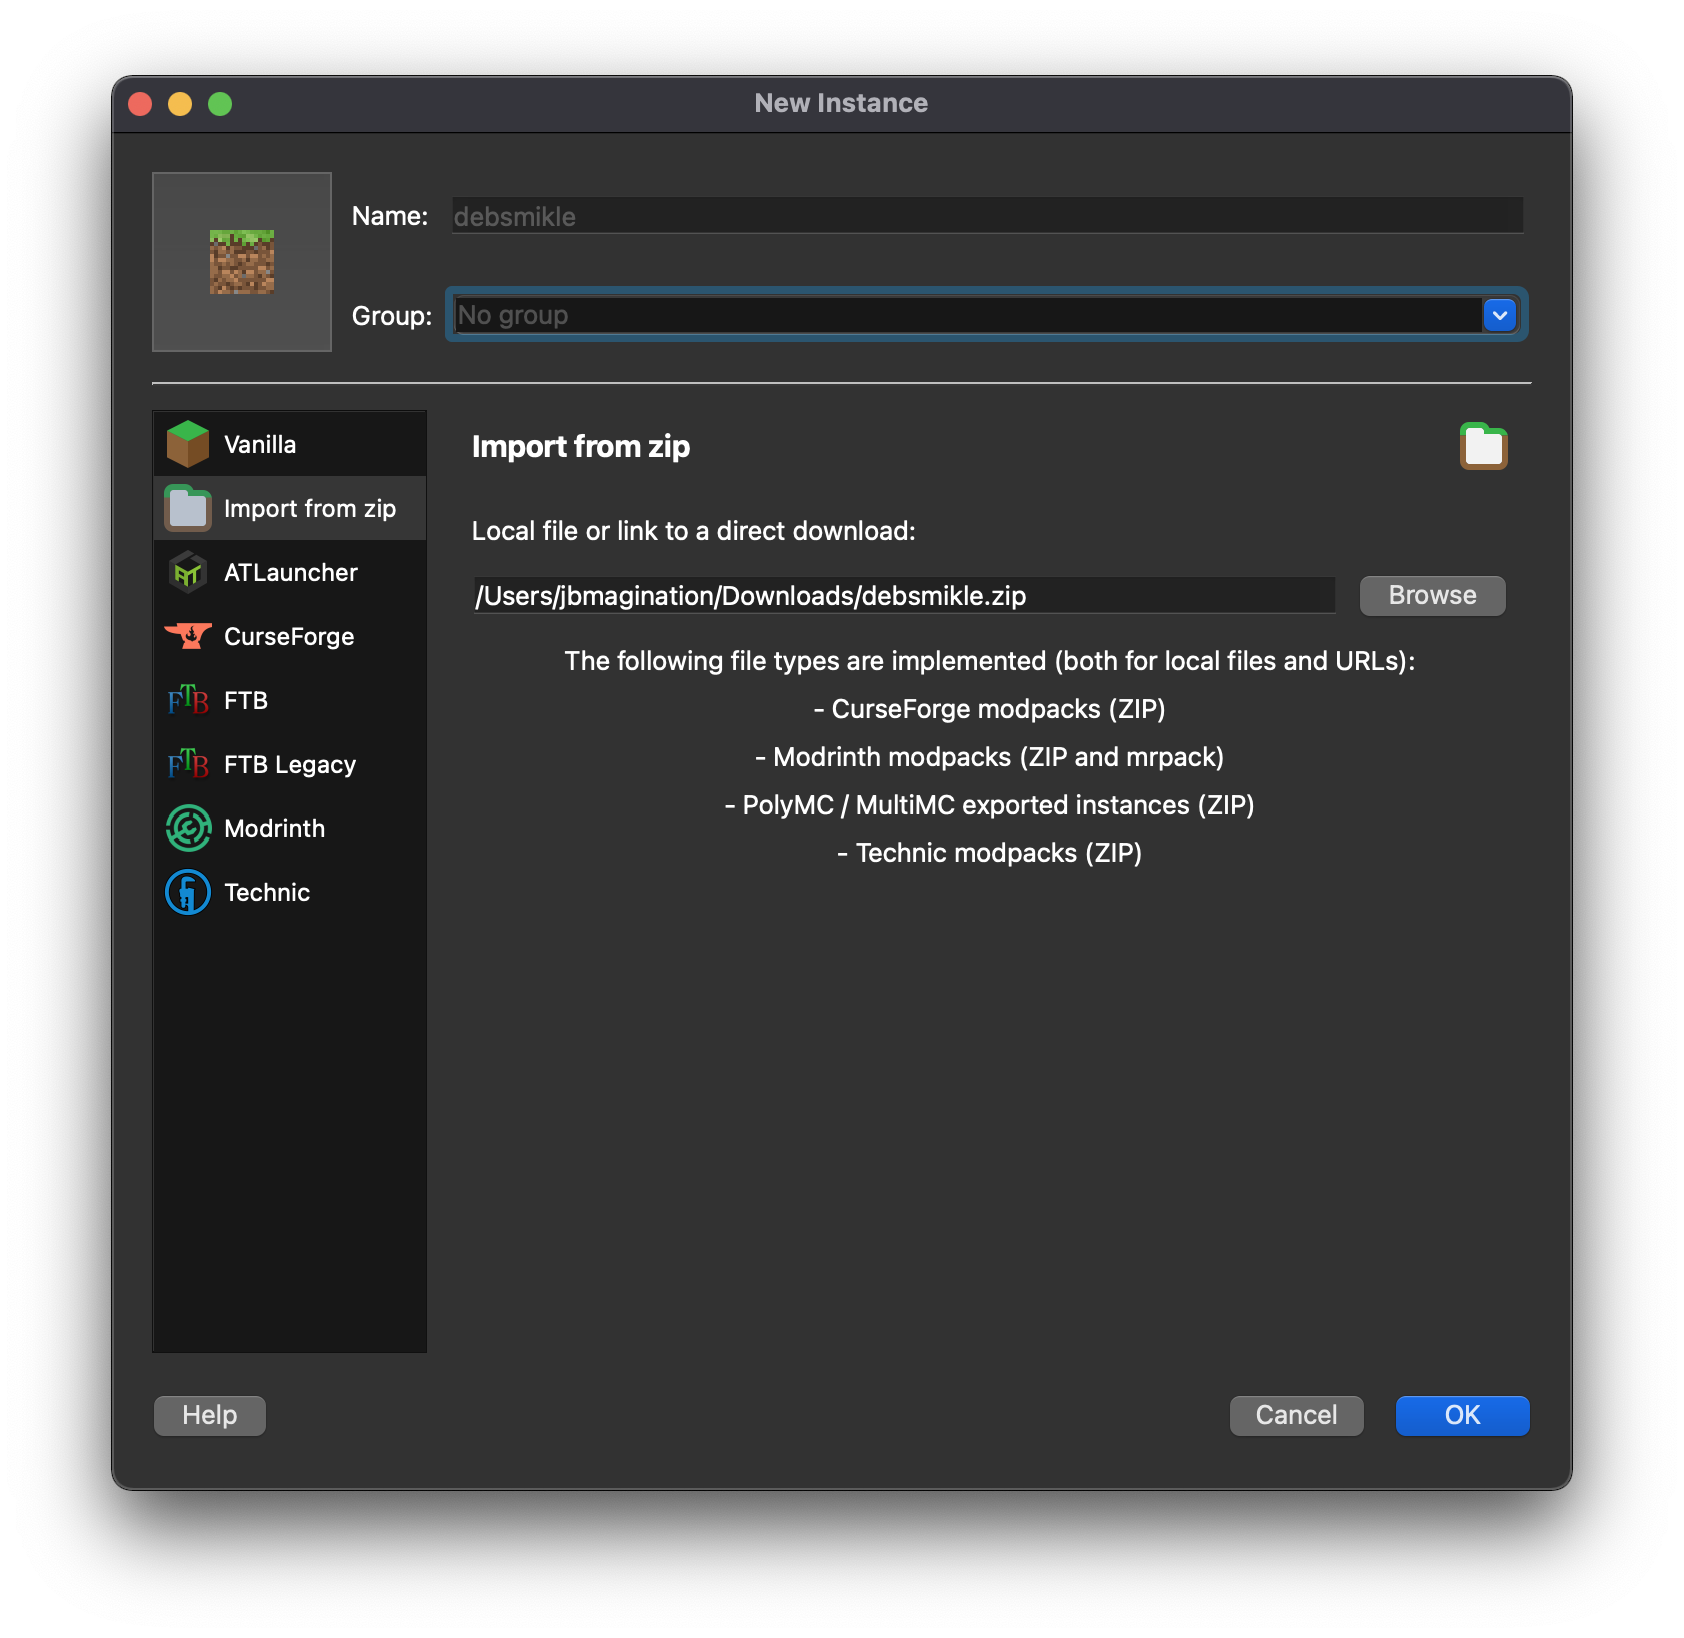 New Instance
Name: debsmikle
Group: No group
Vanilla
Import from zip
ATLauncher
CurseForge
FTB
FTB
FTB
FTB Legacy
Modrinth
Technic
Import from zip
Local file or link to a direct download:
/Users/jbmagination/Downloads/debsmikle.zip Browse
The following file types are implemented (both for local files and URLs):
- CurseForge modpacks (ZIP)
- Modrinth modpacks (ZIP and mrpack)
- PolyMC / MultiMC exported instances (ZIP)
- Technic modpacks (ZIP)
Help Cancel OK